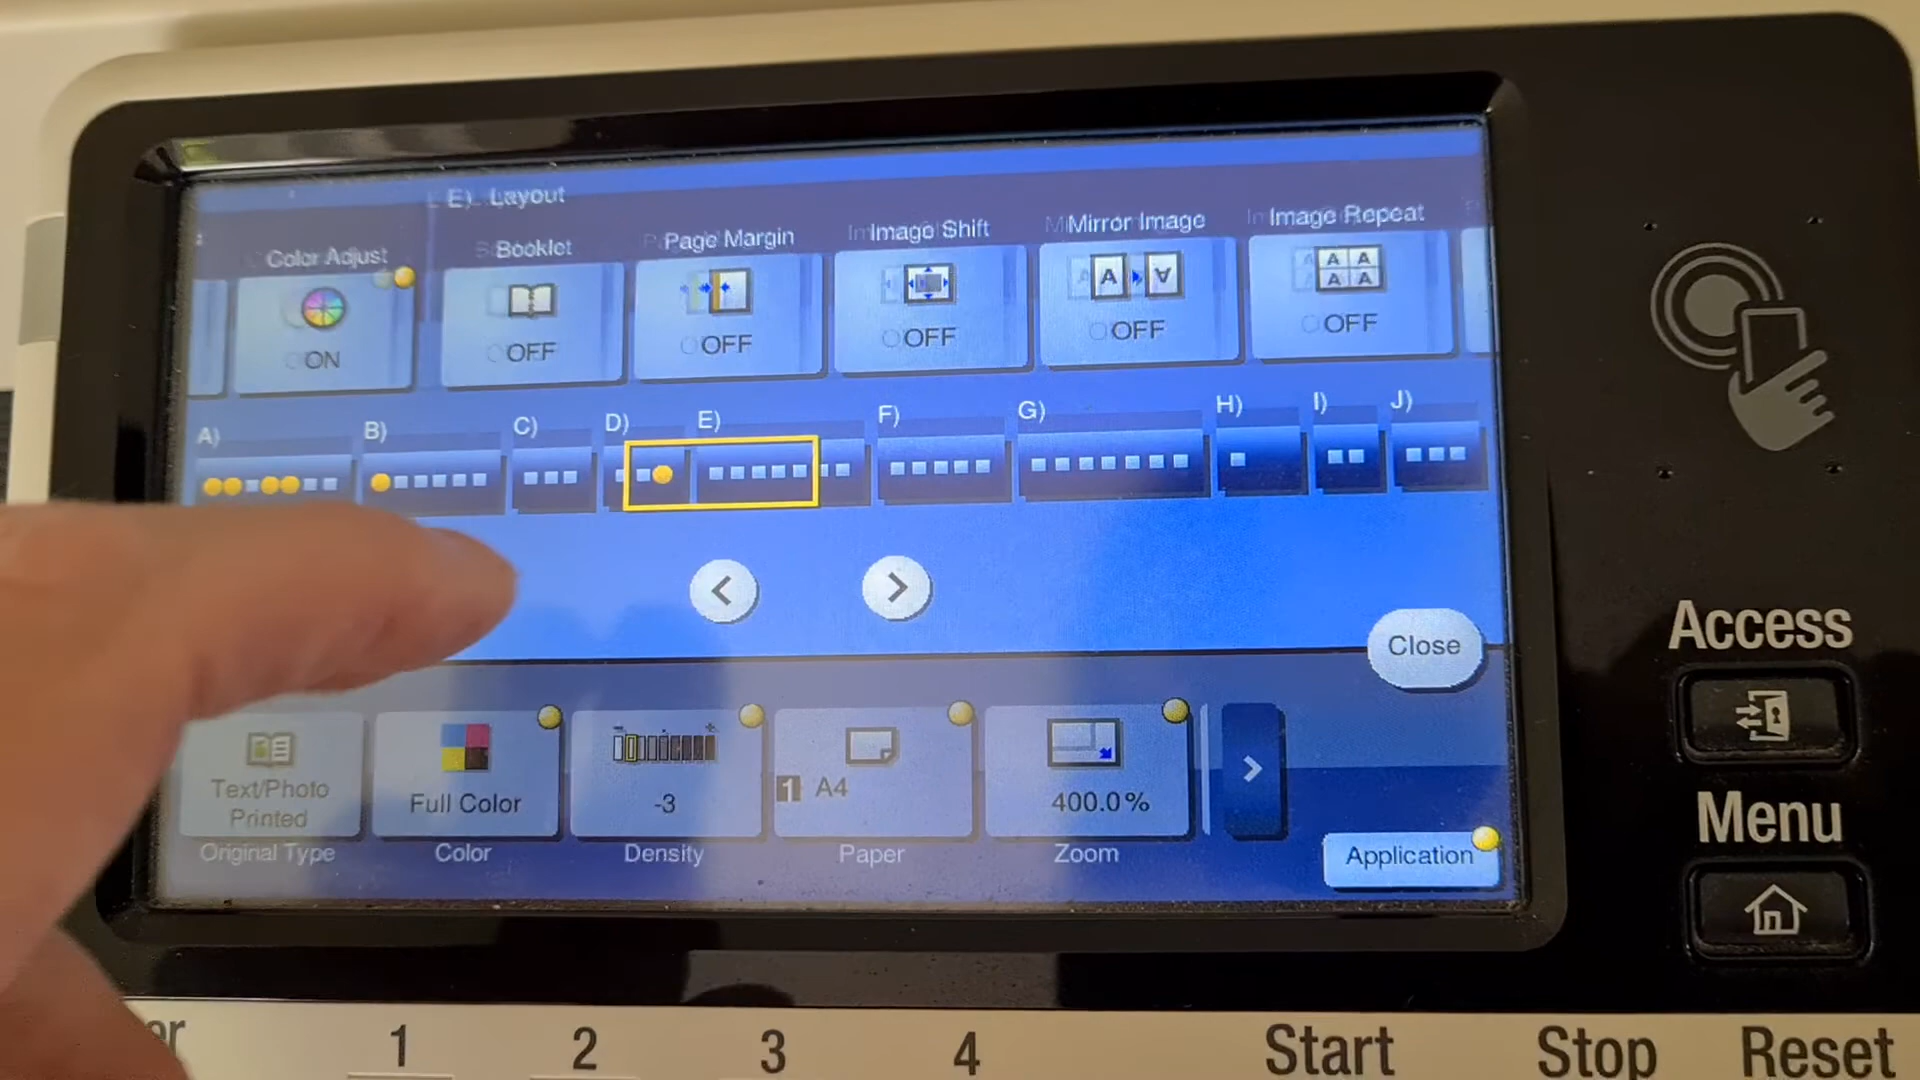 E) Layout
Color Adjust
Booklet
Page Margin
Image Shift
Mirror Image
Image Repeat
ON
OFF
OFF
OFF
OFF
OFF
A)
B)
C)
D)
E)
F)
G)
H)
I)
J)
<
>
Close
Text/Photo
Printed
Original Type
Full Color
Color
-3
Density
1 A4
Paper
400.0%
Zoom
>
Application
Access
Menu
1
2
3
4
Start
Stop
Reset